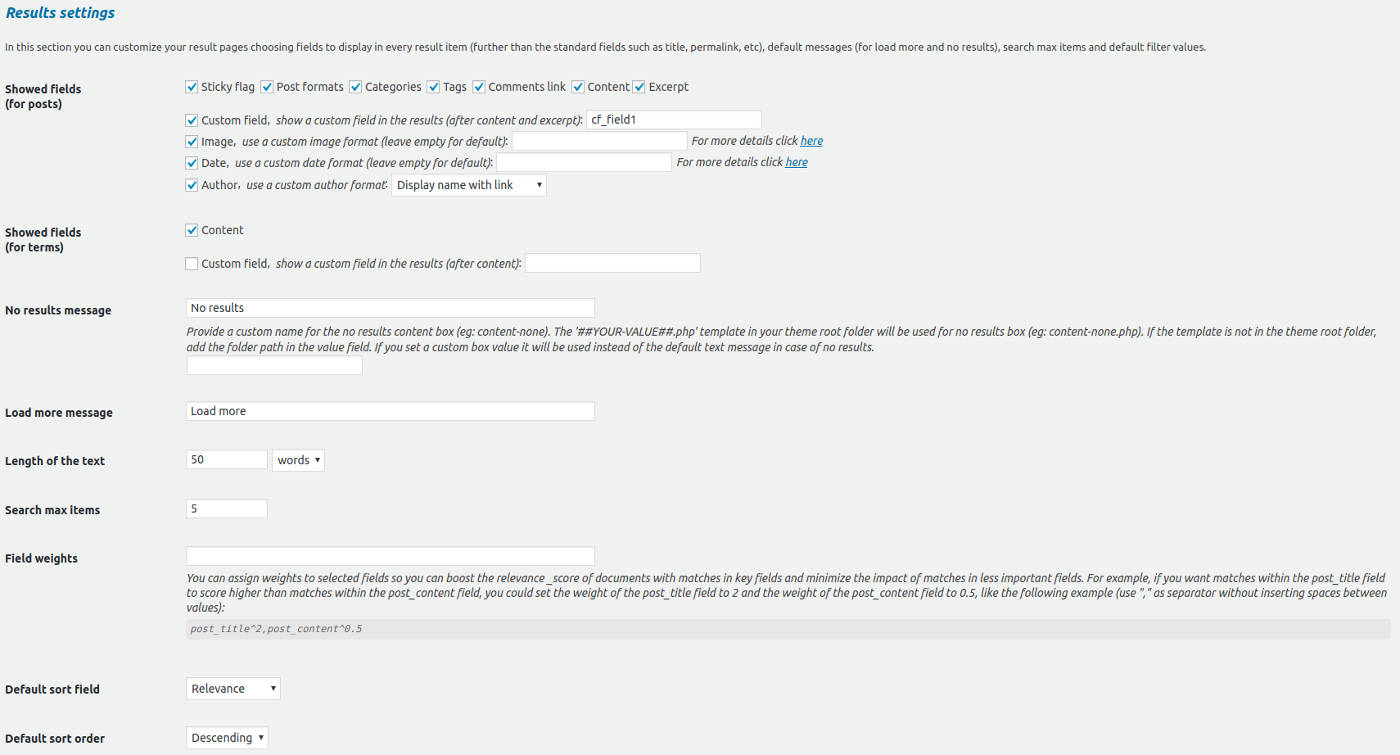 Results settings
In this section you can customize your result pages choosing fields to display in every result item (further than the standard fields such as title, permalink, etc), default messages (for load more and no results), search max items and default filter values.
Showed fields
(for posts)
Sticky flag Post formats Categories Tags Comments link Content Excerpt
Custom field, show a custom field in the results (after content and excerpt): cf_field1
Image, use a custom image format (leave empty for default): For more details click here
Date, use a custom date format (leave empty for default): For more details click here
Author, use a custom author format: Display name with link
Showed fields
(for terms)
Content
Custom field, show a custom field in the results (after content):
No results message
No results
Provide a custom name for the no results content box (eg: content-none). The '##YOUR-VALUE##.php' template in your theme root folder will be used for no results box (eg: content-none.php). If the template is not in the theme root folder,
add the folder path in the value field. If you set a custom box value it will be used instead of the default text message in case of no results.
Load more message
Load more
Length of the text
50 words
Search max items
5
Field weights
You can assign weights to selected fields so you can boost the relevance _score of documents with matches in key fields and minimize the impact of matches in less important fields. For example, if you want matches within the post_title field
to score higher than matches within the post_content field, you could set the weight of the post_title field to 2 and the weight of the post_content field to 0.5, like the following example (use "," as separator without inserting spaces between
values):
post_title^2,post_content^0.5
Default sort field
Relevance
Default sort order
Descending